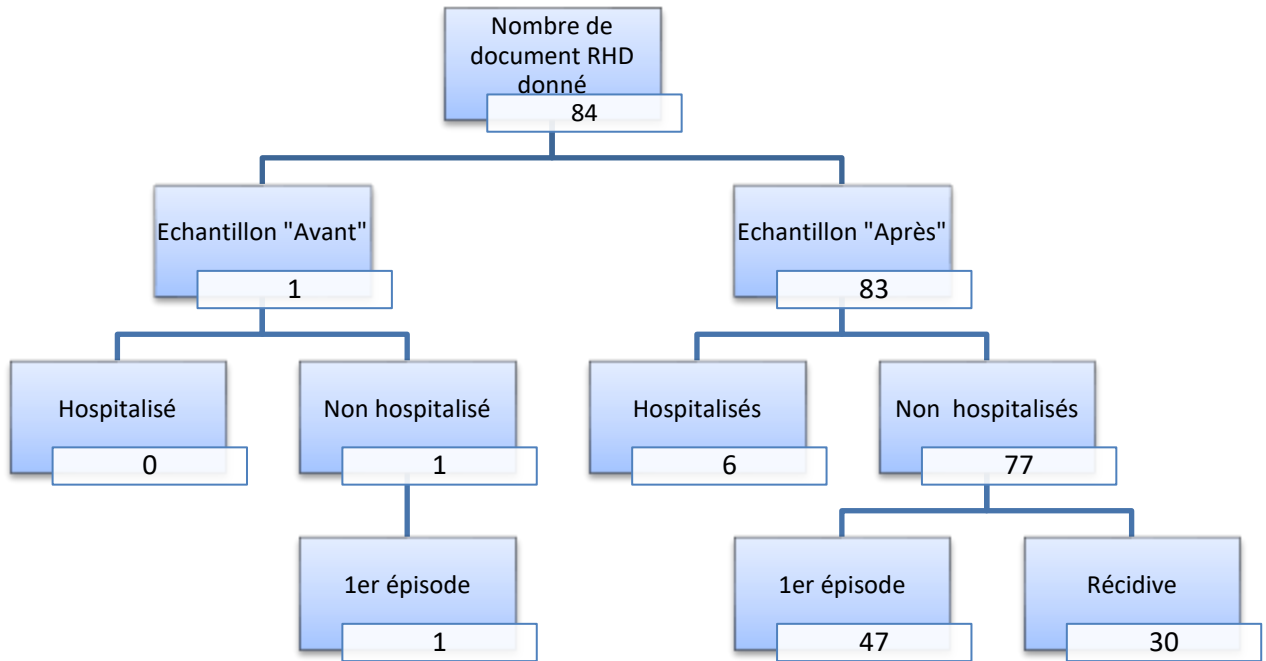 Nombre de
document RHD
donné
84
Echantillon "Avant"
1
Echantillon "Après"
83
Hospitalisé
0
Non hospitalisé
1
Hospitalisés
6
Non hospitalisés
77
1er épisode
1
1er épisode
47
Récidive
30